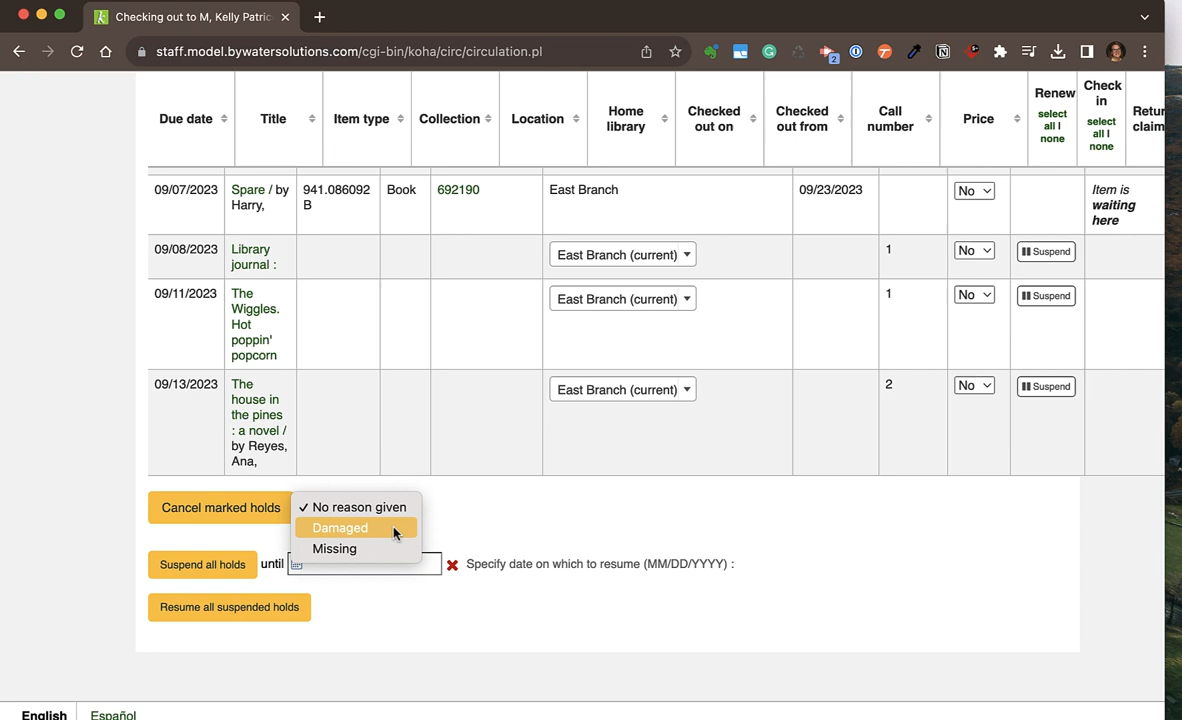 Checking out to M, Kelly Patric
staff.model.bywatersolutions.com/cgi-bin/koha/circ/circulation.pl
2
5+
Due date
Title
Item type
Collection
Location
Home library
Checked out on
Checked out from
Call number
Price
Renew select all | none
Check in select all | none
Retur claim
09/07/2023 Spare / by Harry, 941.086092 B Book 692190 East Branch 09/23/2023 No Item is waiting here
09/08/2023 Library journal : East Branch (current) 1 No Suspend
09/11/2023 The Wiggles. Hot poppin' popcorn East Branch (current) 1 No Suspend
09/13/2023 The house in the pines : a novel / by Reyes, Ana, East Branch (current) 2 No Suspend
Cancel marked holds
No reason given
Damaged
Missing
Suspend all holds until Specify date on which to resume (MM/DD/YYYY) :
Resume all suspended holds
English Español